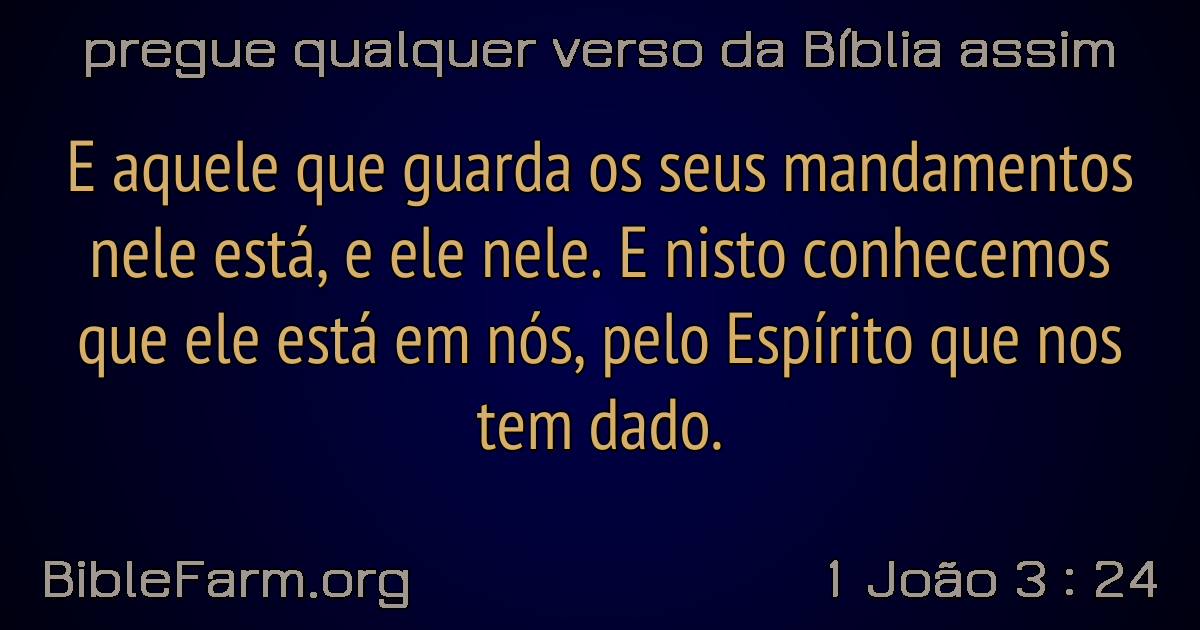 pregue qualquer verso da Bíblia assim
E aquele que guarda os seus mandamentos
nele está, e ele nele. E nisto conhecemos
que ele está em nós, pelo Espírito que nos
tem dado.
BibleFarm.org
1 João 3 : 24